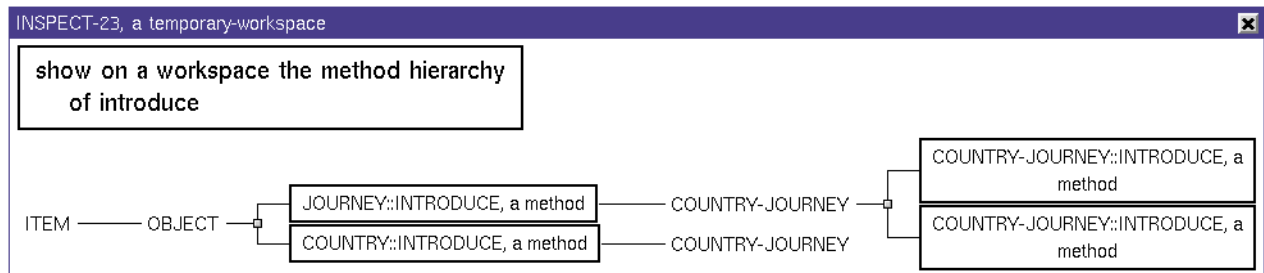 INSPECT-23, a temporary-workspace
show on a workspace the method hierarchy
of introduce
COUNTRY-JOURNEY::INTRODUCE, a
method
JOURNEY::INTRODUCE, a method
COUNTRY-JOURNEY
ITEM
OBJECT
COUNTRY::INTRODUCE, a method
COUNTRY-JOURNEY
COUNTRY-JOURNEY::INTRODUCE, a
method